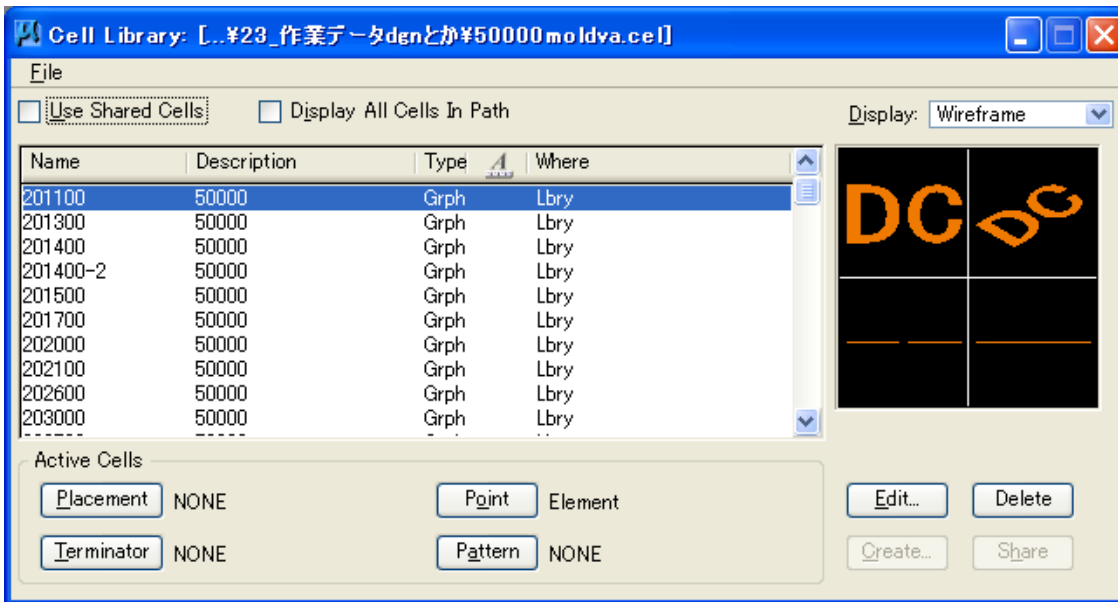 Cell Library: [..¥23_作業データdgnとか¥50000moldva.cel]
File
Use Shared Cells Display All Cells In Path Display: Wireframe
Name Description Type A Where
201100 50000 Grph Lbry
201300 50000 Grph Lbry
201400 50000 Grph Lbry
201400-2 50000 Grph Lbry
201500 50000 Grph Lbry
201700 50000 Grph Lbry
202000 50000 Grph Lbry
202100 50000 Grph Lbry
202600 50000 Grph Lbry
203000 50000 Grph Lbry
DC DC
Active Cells
Placement NONE Point Element Edit... Delete
Terminator NONE Pattern NONE Create... Share